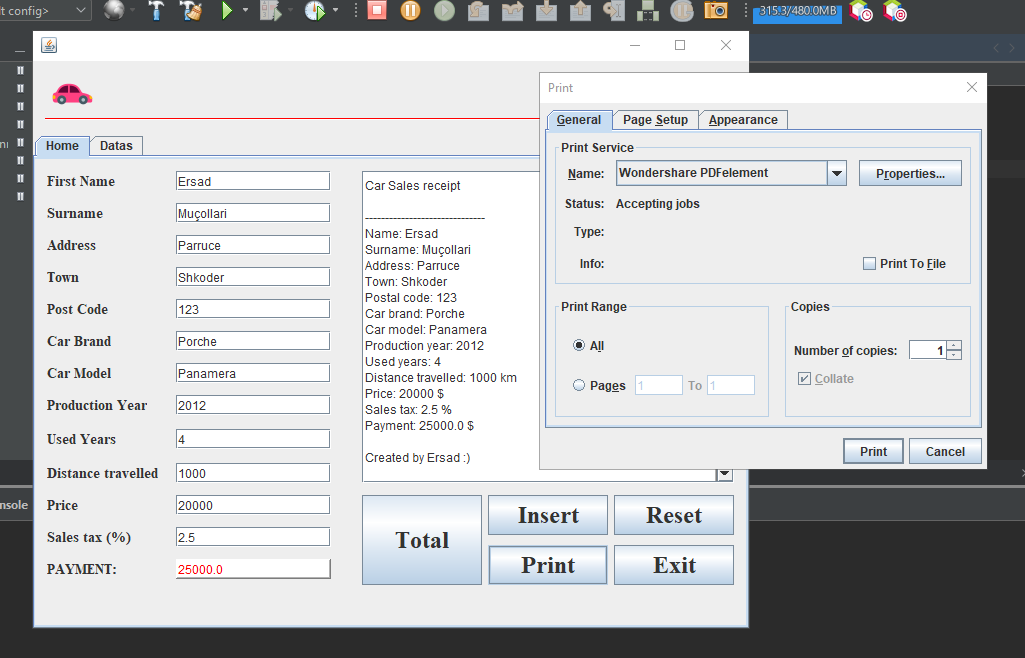 lt config>
315.3/480.0MB
Print
General
Page Setup
Appearance
Home
Datas
Print Service
Name:
Wondershare PDFelement
Properties...
Status: Accepting jobs
Type:
Info:
Print To File
Print Range
All
Pages 1 To 1
Copies
Number of copies: 1
Collate
Print
Cancel
First Name Ersad
Surname Muçollari
Address Parruce
Town Shkoder
Post Code 123
Car Brand Porche
Car Model Panamera
Production Year 2012
Used Years 4
Distance travelled 1000
Price 20000
Sales tax (%) 2.5
PAYMENT: 25000.0
Car Sales receipt
------------------------------
Name: Ersad
Surname: Muçollari
Address: Parruce
Town: Shkoder
Postal code: 123
Car brand: Porche
Car model: Panamera
Production year: 2012
Used years: 4
Distance travelled: 1000 km
Price: 20000 $
Sales tax: 2.5 %
Payment: 25000.0 $
Created by Ersad :)
Total
Insert
Reset
Print
Exit
nsole